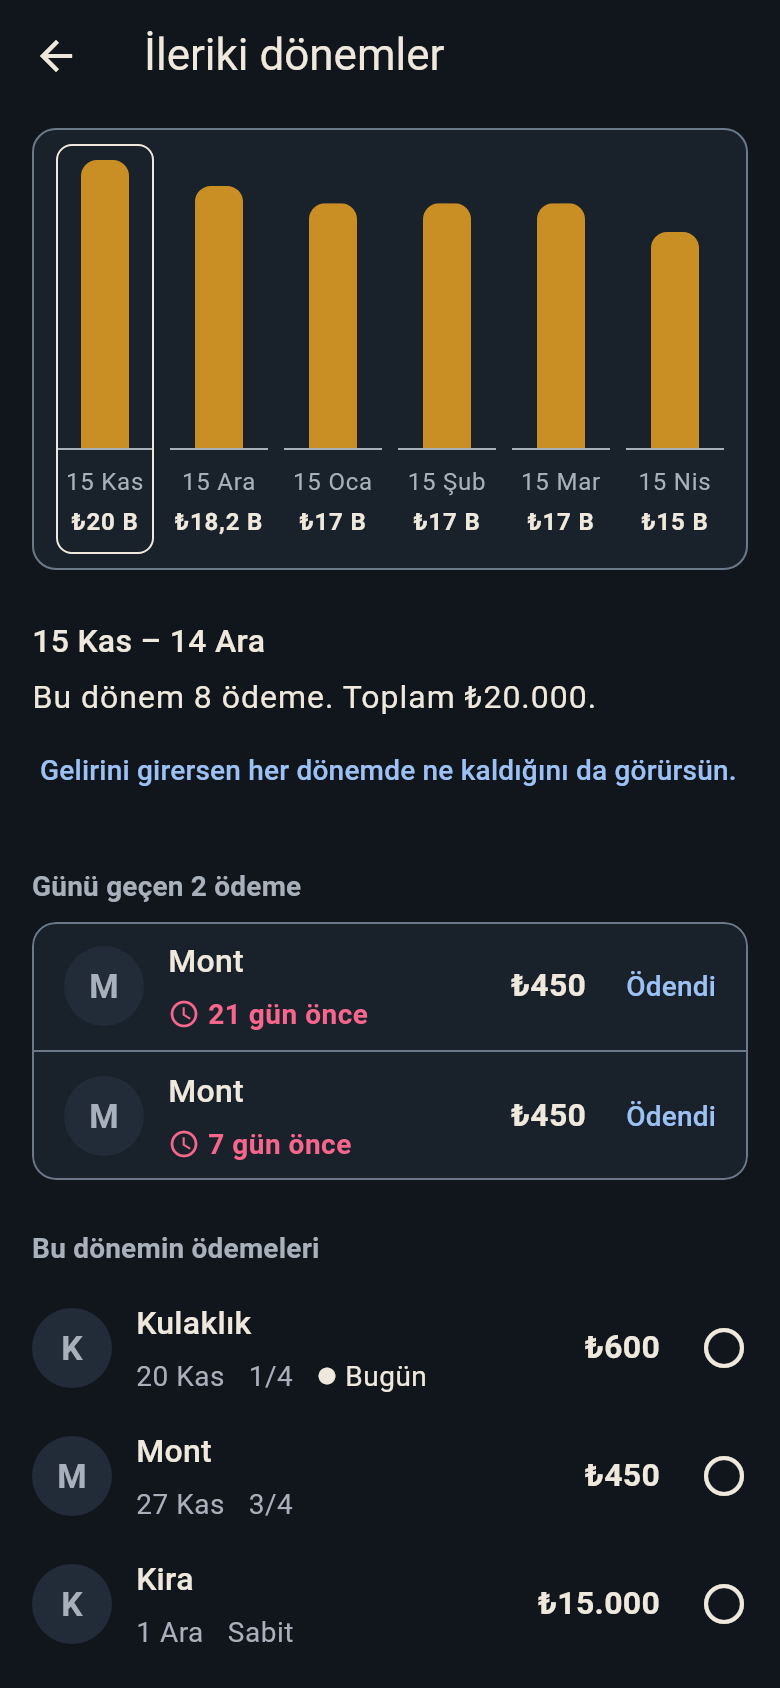 İleriki dönemler
15 Kas
₺20 B
15 Ara
₺18,2 B
15 Oca
₺17 B
15 Şub
₺17 B
15 Mar
₺17 B
15 Nis
₺15 B
15 Kas – 14 Ara
Bu dönem 8 ödeme. Toplam ₺20.000.
Gelirini girersen her dönemde ne kaldığını da görürsün.
Günü geçen 2 ödeme
M
Mont
21 gün önce
₺450
Ödendi
M
Mont
7 gün önce
₺450
Ödendi
Bu dönemin ödemeleri
K
Kulaklık
20 Kas 1/4 Bugün
₺600
M
Mont
27 Kas 3/4
₺450
K
Kira
1 Ara Sabit
₺15.000